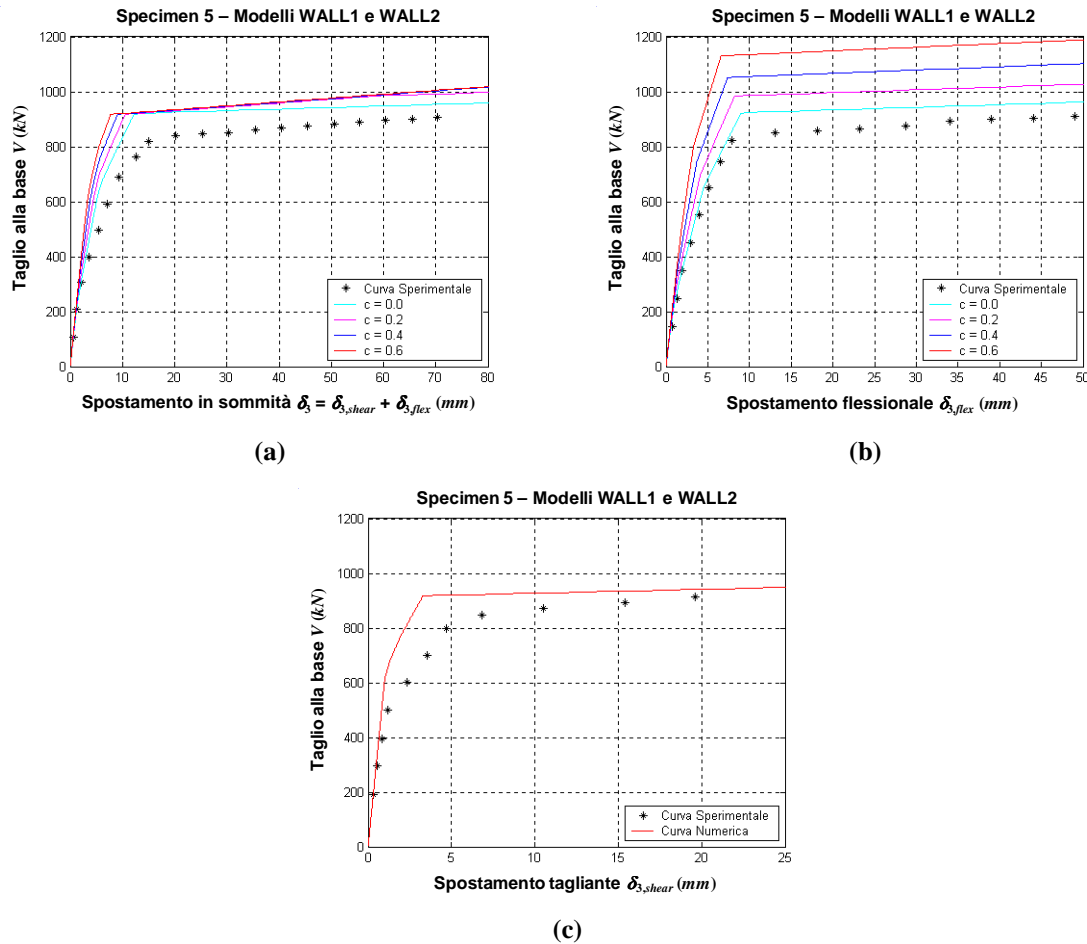 Specimen 5 – Modelli WALL1 e WALL2
1200
1000
800
600
400
200
0
Taglio alla base V (kN)
Curva Sperimentale
c = 0.0
c = 0.2
c = 0.4
c = 0.6
0 10 20 30 40 50 60 70 80
Spostamento in sommità δ3 = δ3,shear + δ3,flex (mm)
(a)
Specimen 5 – Modelli WALL1 e WALL2
1200
1000
800
600
400
200
0
Taglio alla base V (kN)
Curva Sperimentale
c = 0.0
c = 0.2
c = 0.4
c = 0.6
0 5 10 15 20 25 30 35 40 45 50
Spostamento flessionale δ3,flex (mm)
(b)
Specimen 5 – Modelli WALL1 e WALL2
1200
1000
800
600
400
200
0
Taglio alla base V (kN)
Curva Sperimentale
Curva Numerica
0 5 10 15 20 25
Spostamento tagliante δ3,shear (mm)
(c)